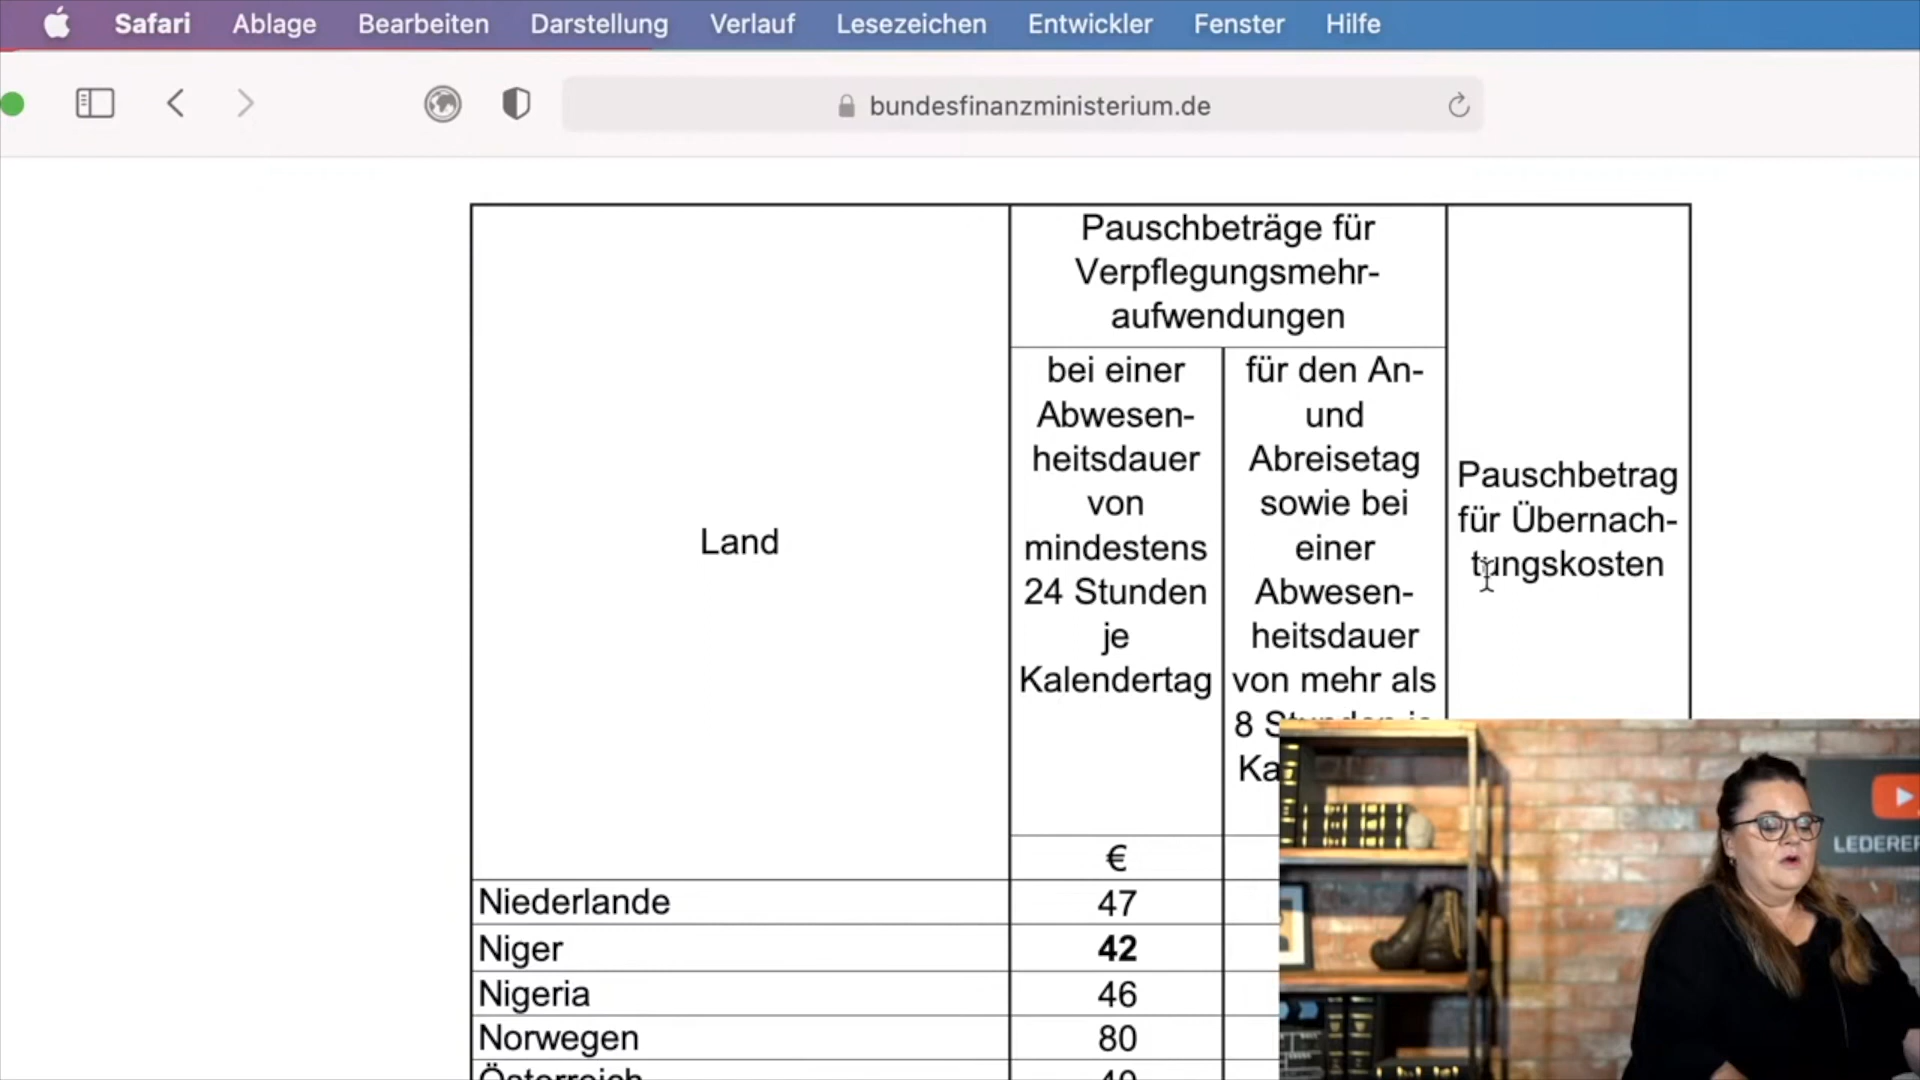 Safari Ablage Bearbeiten Darstellung Verlauf Lesezeichen Entwickler Fenster Hilfe
bundesfinanzministerium.de
Land
Pauschbeträge für
Verpflegungsmehr-
aufwendungen
bei einer
Abwesen-
heitsdauer
von
mindestens
24 Stunden
je
Kalendertag
für den An-
und
Abreisetag
sowie bei
einer
Abwesen-
heitsdauer
von mehr als
8
Pauschbetrag
für Übernach-
tungskosten
€
Niederlande 47
Niger 42
Nigeria 46
Norwegen 80